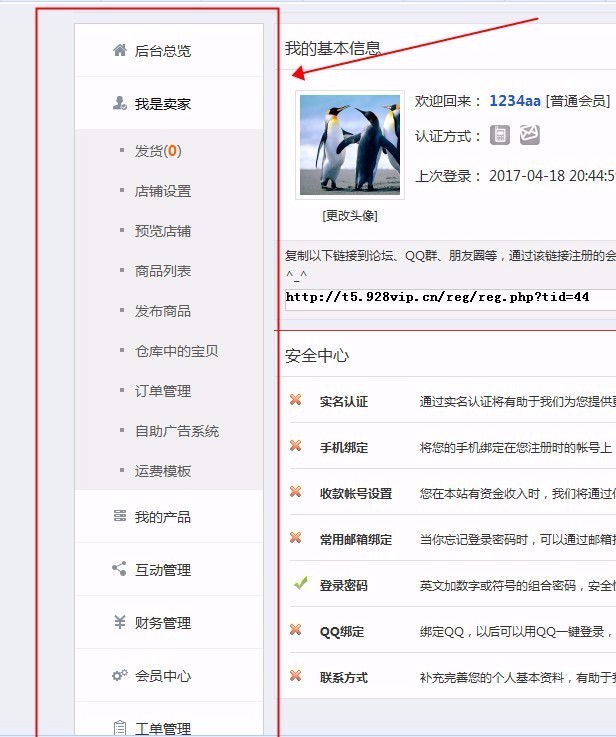 后台总览
我是卖家
发货(0)
店铺设置
预览店铺
商品列表
发布商品
仓库中的宝贝
订单管理
自助广告系统
运费模板
我的产品
互动管理
财务管理
会员中心
工单管理
我的基本信息
欢迎回来： 1234aa [普通会员]
认证方式：
上次登录： 2017-04-18 20:44:5
[更改头像]
复制以下链接到论坛、QQ群、朋友圈等，通过该链接注册的会
^_^
http://t5.928vip.cn/reg/reg.php?tid=44
安全中心
实名认证 通过实名认证将有助于我们为您提供
手机绑定 将您的手机绑定在您注册时的帐号上
收款帐号设置 您在本站有资金收入时，我们将通过
常用邮箱绑定 当你忘记登录密码时，可以通过邮箱
登录密码 英文加数字或符号的组合密码，安全
QQ绑定 绑定QQ，以后可以用QQ一键登录，
联系方式 补充完善您的个人基本资料，有助于